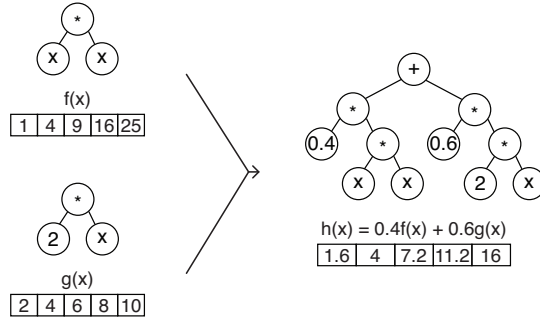 *
x x
f(x)
1 4 9 16 25
*
2 x
g(x)
2 4 6 8 10
+
* *
0.4 * 0.6 *
x x 2 x
h(x) = 0.4f(x) + 0.6g(x)
1.6 4 7.2 11.2 16